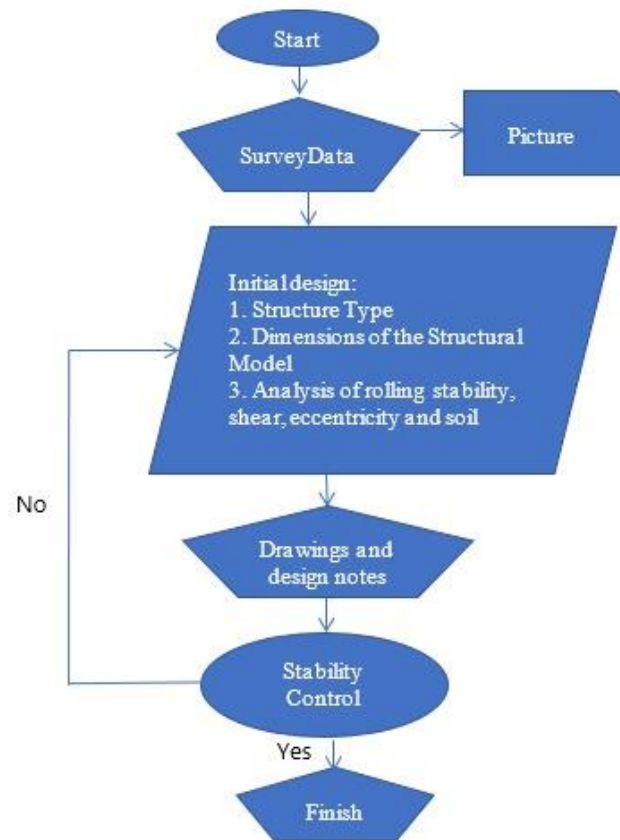 Start
SurveyData
Picture
Initial design:
1. Structure Type
2. Dimensions of the Structural
Model
3. Analysis of rolling stability,
shear, eccentricity and soil
No
Drawings and
design notes
Stability
Control
Yes
Finish